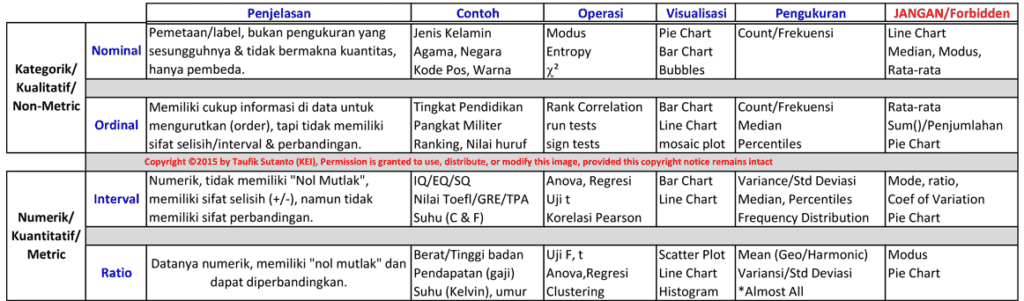 Penjelasan Contoh Operasi Visualisasi Pengukuran JANGAN/Forbidden
Kategorik/
Kualitatif/
Non-Metric
Nominal
Pemetaan/label, bukan pengukuran yang
sesungguhnya & tidak bermakna kuantitas,
hanya pembeda.
Jenis Kelamin
Agama, Negara
Kode Pos, Warna
Modus
Entropy
χ²
Pie Chart
Bar Chart
Bubbles
Count/Frekuensi
Line Chart
Median, Modus,
Rata-rata
Ordinal
Memiliki cukup informasi di data untuk
mengurutkan (order), tapi tidak memiliki
sifat selisih/interval & perbandingan.
Tingkat Pendidikan
Pangkat Militer
Ranking, Nilai huruf
Rank Correlation
run tests
sign tests
Bar Chart
Line Chart
mosaic plot
Count/Frekuensi
Median
Percentiles
Rata-rata
Sum()/Penjumlahan
Pie Chart
Copyright ©2015 by Taufik Sutanto (KEI), Permission is granted to use, distribute, or modify this image, provided this copyright notice remains intact
Numerik/
Kuantitatif/
Metric
Interval
Numerik, tidak memiliki "Nol Mutlak",
memiliki sifat selisih (+/-), namun tidak
memiliki sifat perbandingan.
IQ/EQ/SQ
Nilai Toefl/GRE/TPA
Suhu (C & F)
Anova, Regresi
Uji t
Korelasi Pearson
Bar Chart
Line Chart
Variance/Std Deviasi
Median, Percentiles
Frequency Distribution
Mode, ratio,
Coef of Variation
Pie Chart
Ratio
Datanya numerik, memiliki "nol mutlak" dan
dapat diperbandingkan.
Berat/Tinggi badan
Pendapatan (gaji)
Suhu (Kelvin), umur
Uji F, t
Anova,Regresi
Clustering
Scatter Plot
Line Chart
Histogram
Mean (Geo/Harmonic)
Variansi/Std Deviasi
*Almost All
Modus
Pie Chart